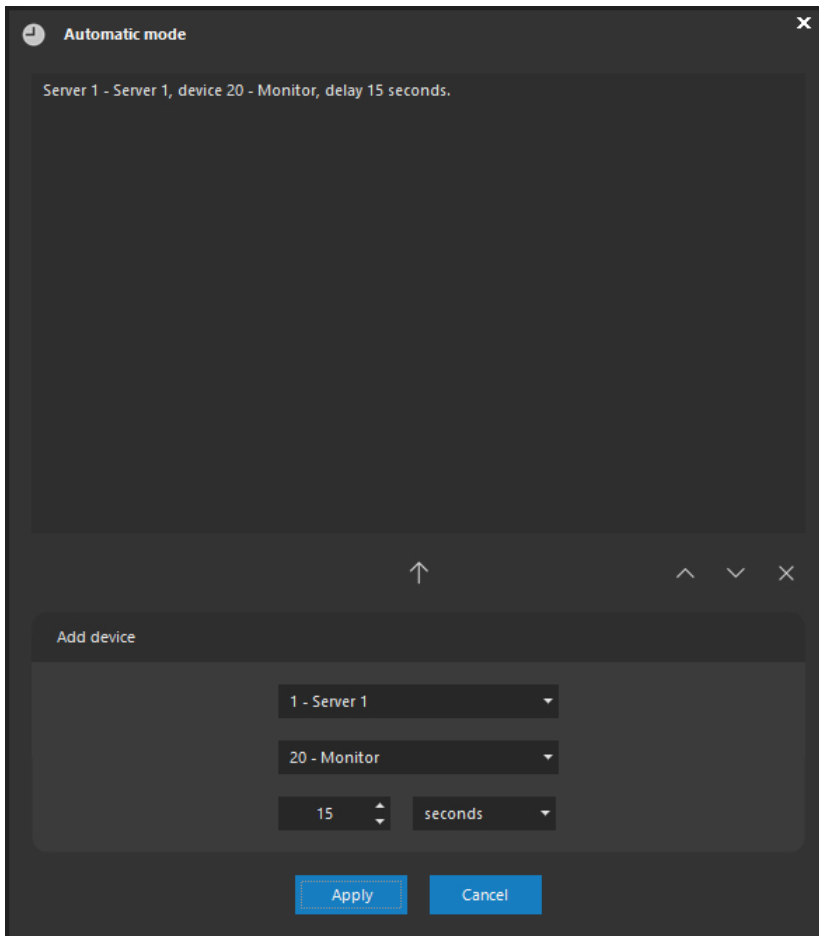 Automatic mode
Server 1 - Server 1, device 20 - Monitor, delay 15 seconds.
Add device
1 - Server 1
20 - Monitor
15 seconds
Apply Cancel